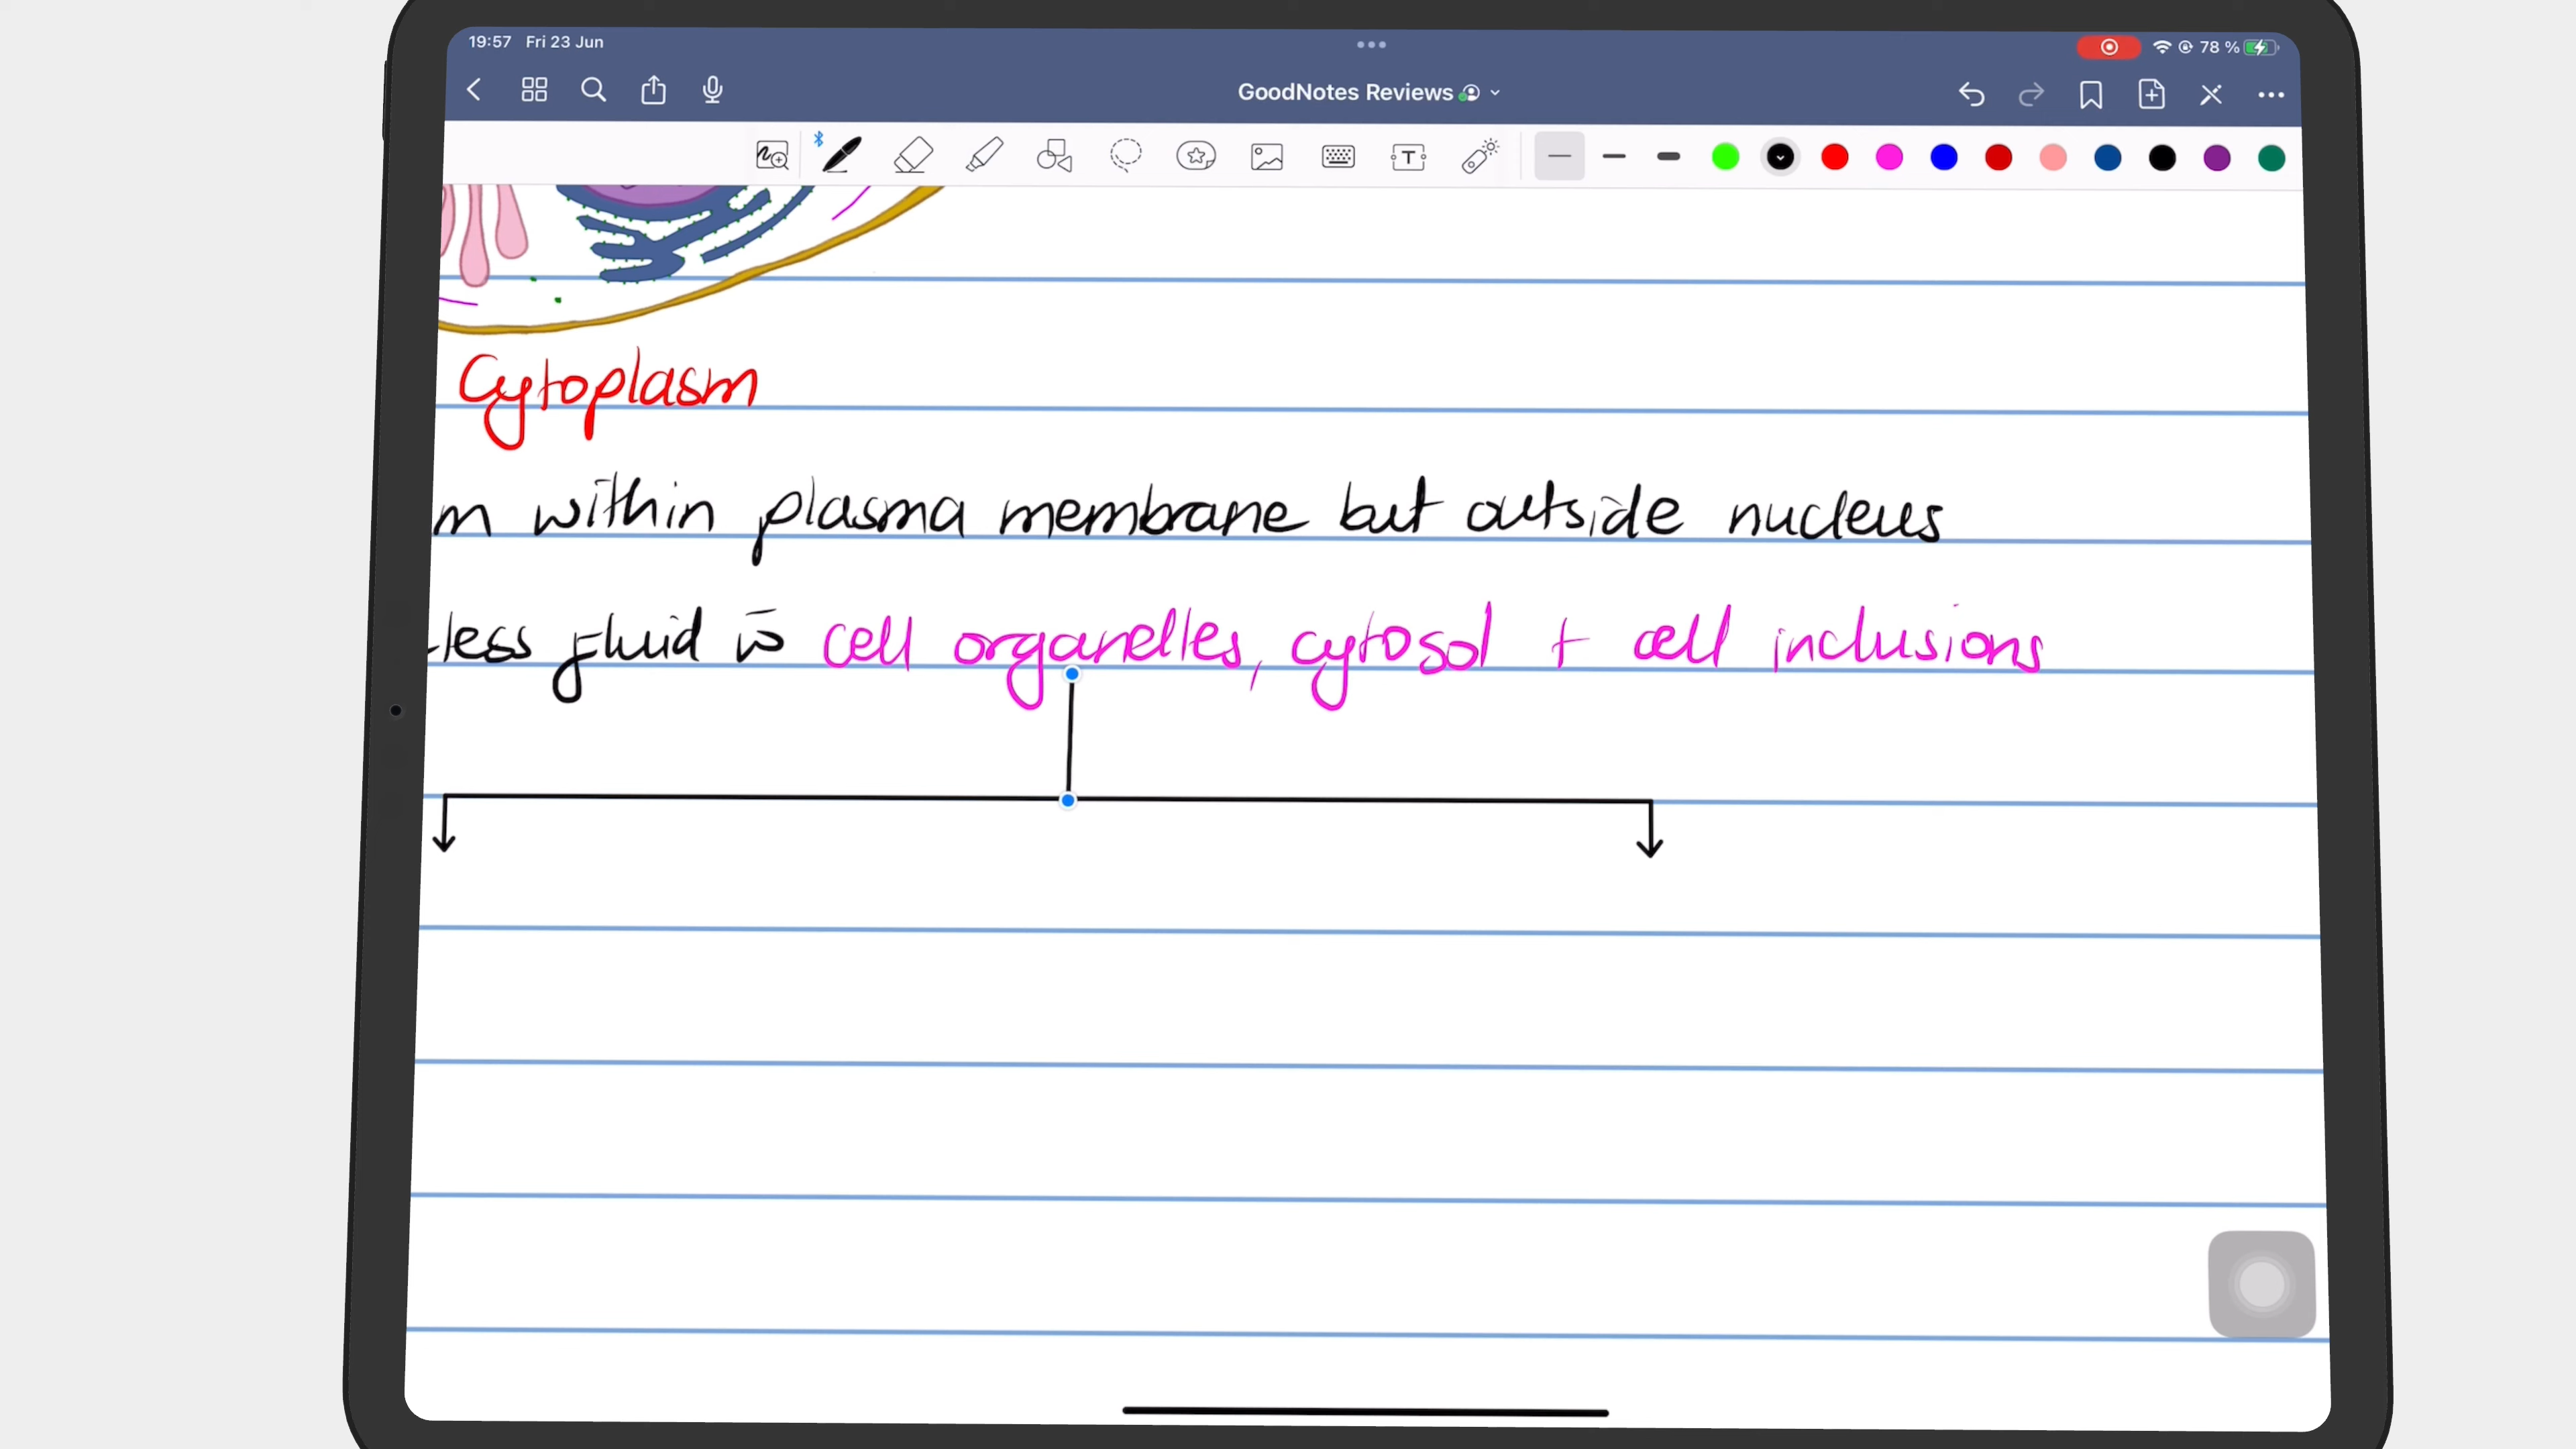 19:57 Fri 23 Jun
78 %
GoodNotes Reviews
T
Cytoplasm
m within plasma membrane but outside nucleus
-less fluid cell organelles, cytosol + cell inclusions